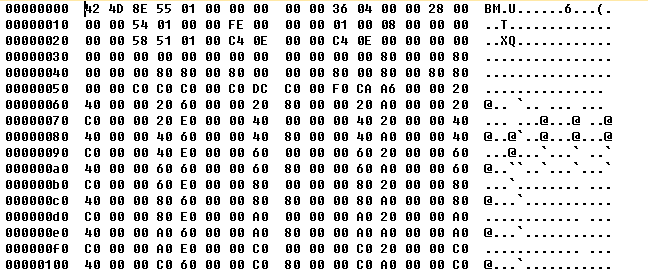 00000000 42 4D 8E 55 01 00 00 00 00 00 36 04 00 00 28 00 BM.U......6...(.
00000010 00 00 54 01 00 00 FE 00 00 00 01 00 08 00 00 00 ..T.............
00000020 00 00 58 51 01 00 C4 0E 00 00 C4 0E 00 00 00 00 ..XQ............
00000030 00 00 00 00 00 00 00 00 00 00 00 00 80 00 00 80 ................
00000040 00 00 00 80 80 00 80 00 00 00 80 00 80 00 80 80 ................
00000050 00 00 C0 C0 C0 00 C0 DC C0 00 F0 CA A6 00 00 20 ...............
00000060 40 00 00 20 60 00 00 20 80 00 00 20 A0 00 00 20 @.. `.. ... ...
00000070 C0 00 00 20 E0 00 00 40 00 00 00 40 20 00 00 40 ... ...@...@ ..@
00000080 40 00 00 40 60 00 00 40 80 00 00 40 A0 00 00 40 @..@`..@...@...@
00000090 C0 00 00 40 E0 00 00 60 00 00 00 60 20 00 00 60 ...@...`...` ..`
000000a0 40 00 00 60 60 00 00 60 80 00 00 60 A0 00 00 60 @..``..`...`...`
000000b0 C0 00 00 60 E0 00 00 80 00 00 00 80 20 00 00 80 ...`........ ...
000000c0 40 00 00 80 60 00 00 80 80 00 00 80 A0 00 00 80 @...`...........
000000d0 C0 00 00 80 E0 00 00 A0 00 00 00 A0 20 00 00 A0 ............ ...
000000e0 40 00 00 A0 60 00 00 A0 80 00 00 A0 A0 00 00 A0 @...`...........
000000F0 C0 00 00 A0 E0 00 00 C0 00 00 00 C0 20 00 00 C0 ............ ...
00000100 40 00 00 C0 60 00 00 C0 80 00 00 C0 A0 00 00 C0 @...`...........